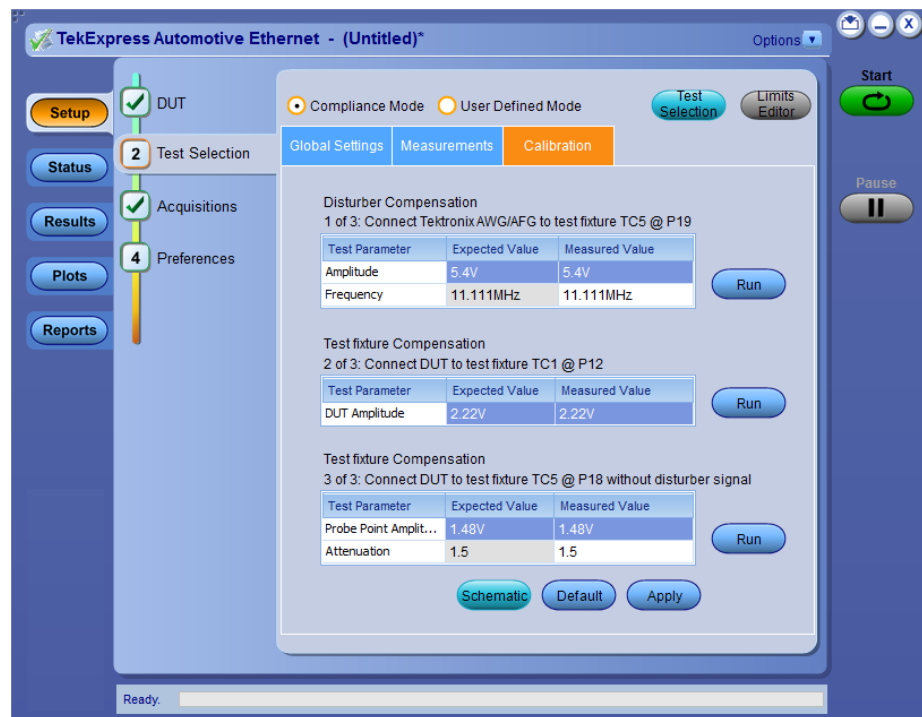 TekExpress Automotive Ethernet - (Untitled)*
Options
Start
Pause
Setup
Status
Results
Plots
Reports
DUT
2 Test Selection
Acquisitions
4 Preferences
Compliance Mode User Defined Mode
Test Selection
Limits Editor
Global Settings Measurements Calibration
Disturber Compensation
1 of 3: Connect Tektronix AWG/AFG to test fixture TC5 @ P19
Test Parameter Expected Value Measured Value
Amplitude 5.4V 5.4V
Frequency 11.111MHz 11.111MHz
Run
Test fixture Compensation
2 of 3: Connect DUT to test fixture TC1 @ P12
Test Parameter Expected Value Measured Value
DUT Amplitude 2.22V 2.22V
Run
Test fixture Compensation
3 of 3: Connect DUT to test fixture TC5 @ P18 without disturber signal
Test Parameter Expected Value Measured Value
Probe Point Amplit... 1.48V 1.48V
Attenuation 1.5 1.5
Run
Schematic Default Apply
Ready.